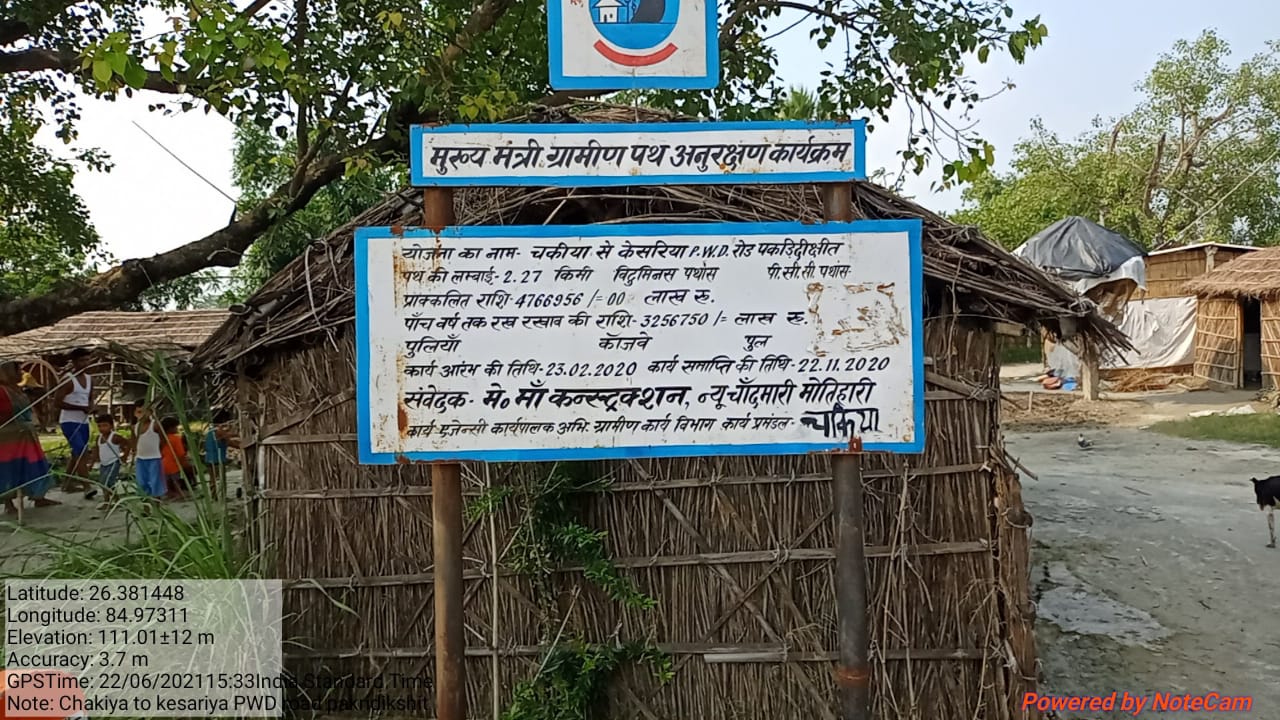 मुख्य मंत्री ग्रामीण पथ अनुरक्षण कार्यक्रम
योजना का नाम- चकीया से केसरिया P.W.D. रोड पकडिदीक्षीत
पथ की लम्बाई-2.27 किमी विटुमिनस पथांस पी.सी.सी. पथांस-
प्राक्कलित राशि-4766956/=00 लाख रु.
पाँच वर्ष तक रख रखाव की राशि-3256750/= लाख रु.
पुलियाँ कौजवे पुल
कार्य आरंभ की तिथि-23.02.2020 कार्य समाप्ति की तिथि-22.11.2020
संवेदक- मे० माँ कन्स्ट्रक्शन, न्यू चाँदमारी मोतिहारी
कार्य एजेन्सी कार्यपालक अभि. ग्रामीण कार्य विभाग कार्य प्रमंडल- चकिया
Latitude: 26.381448
Longitude: 84.97311
Elevation: 111.01±12 m
Accuracy: 3.7 m
GPSTime: 22/06/202115:33India Standard Time
Note: Chakiya to kesariya PWD road pakridikshit
Powered by NoteCam